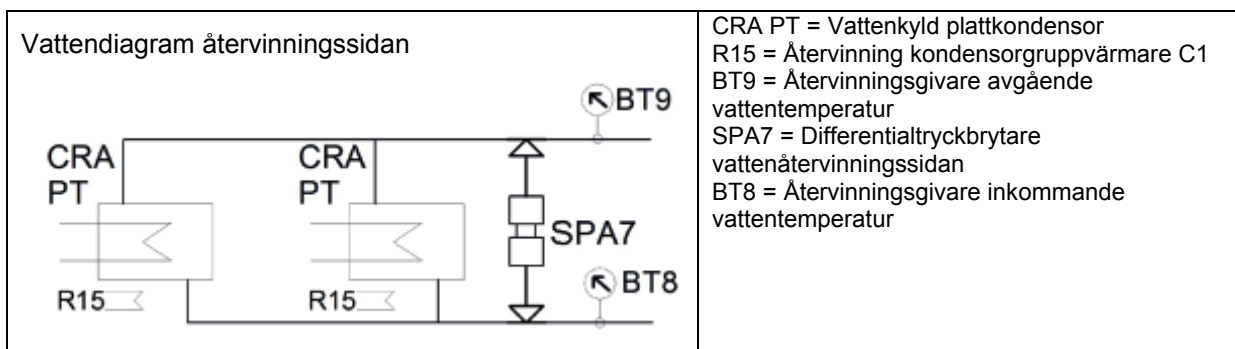 Vattendiagram återvinningssidan
BT9
CRA
PT
CRA
PT
SPA7
BT8
R15
R15
CRA PT = Vattenkyld plattkondensor
R15 = Återvinning kondensorgruppvärmare C1
BT9 = Återvinningsgivare avgående
vattentemperatur
SPA7 = Differentialtryckbrytare
vattenåtervinningssidan
BT8 = Återvinningsgivare inkommande
vattentemperatur